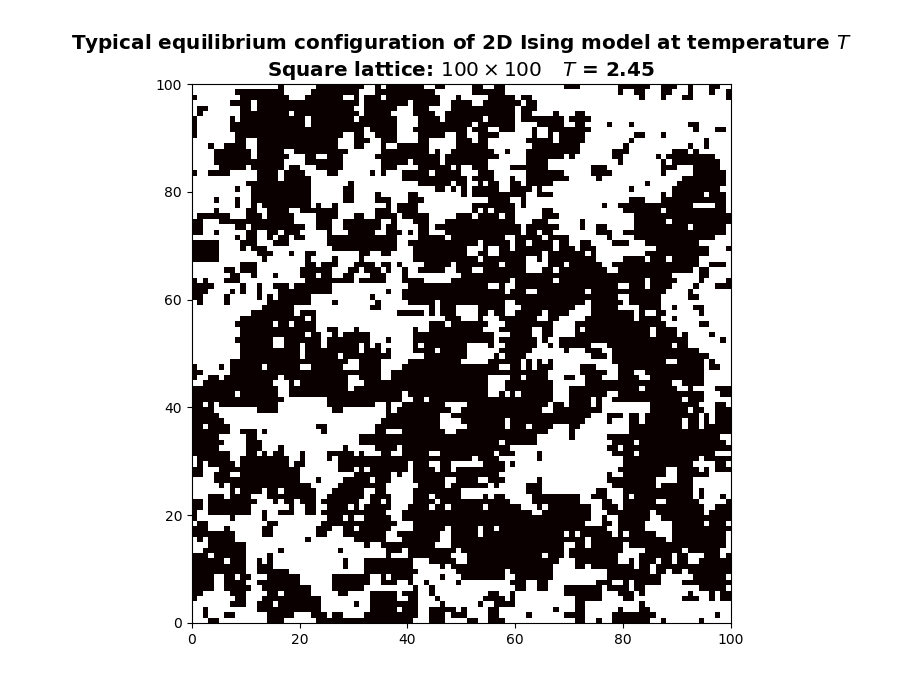 Typical equilibrium configuration of 2D Ising model at temperature T
Square lattice: 100 × 100 T = 2.45
100
80
60
40
20
0
0 20 40 60 80 100